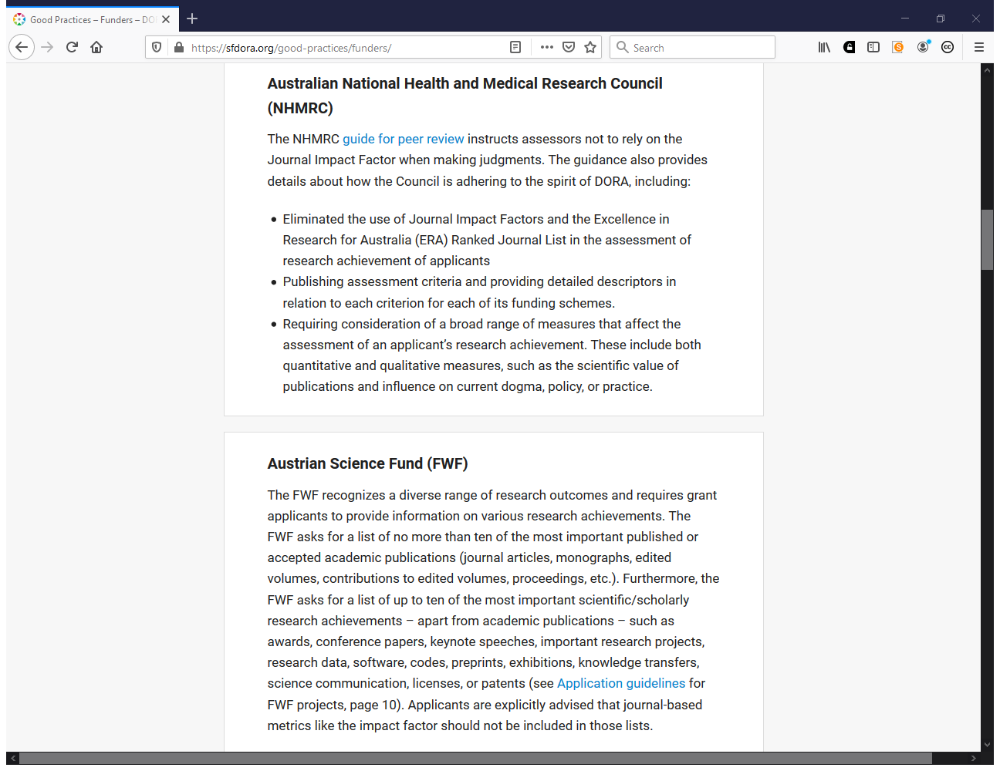 Good Practices – Funders – DO
https://sfdora.org/good-practices/funders/
Search
Australian National Health and Medical Research Council
(NHMRC)
The NHMRC guide for peer review instructs assessors not to rely on the
Journal Impact Factor when making judgments. The guidance also provides
details about how the Council is adhering to the spirit of DORA, including:
• Eliminated the use of Journal Impact Factors and the Excellence in
Research for Australia (ERA) Ranked Journal List in the assessment of
research achievement of applicants
• Publishing assessment criteria and providing detailed descriptors in
relation to each criterion for each of its funding schemes.
• Requiring consideration of a broad range of measures that affect the
assessment of an applicant’s research achievement. These include both
quantitative and qualitative measures, such as the scientific value of
publications and influence on current dogma, policy, or practice.
Austrian Science Fund (FWF)
The FWF recognizes a diverse range of research outcomes and requires grant
applicants to provide information on various research achievements. The
FWF asks for a list of no more than ten of the most important published or
accepted academic publications (journal articles, monographs, edited
volumes, contributions to edited volumes, proceedings, etc.). Furthermore, the
FWF asks for a list of up to ten of the most important scientific/scholarly
research achievements – apart from academic publications – such as
awards, conference papers, keynote speeches, important research projects,
research data, software, codes, preprints, exhibitions, knowledge transfers,
science communication, licenses, or patents (see Application guidelines for
FWF projects, page 10). Applicants are explicitly advised that journal-based
metrics like the impact factor should not be included in those lists.